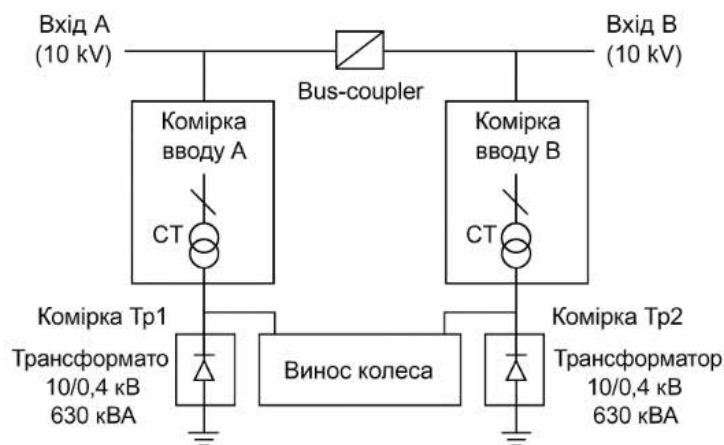 Вхід А
(10 kV)
Вхід В
(10 kV)
Bus-coupler
Комірка
вводу А
СТ
Комірка
вводу В
СТ
Комірка Тр1
Комірка Тр2
Трансформато
10/0,4 кВ
630 кВА
Винос колеса
Трансформатор
10/0,4 кВ
630 кВА